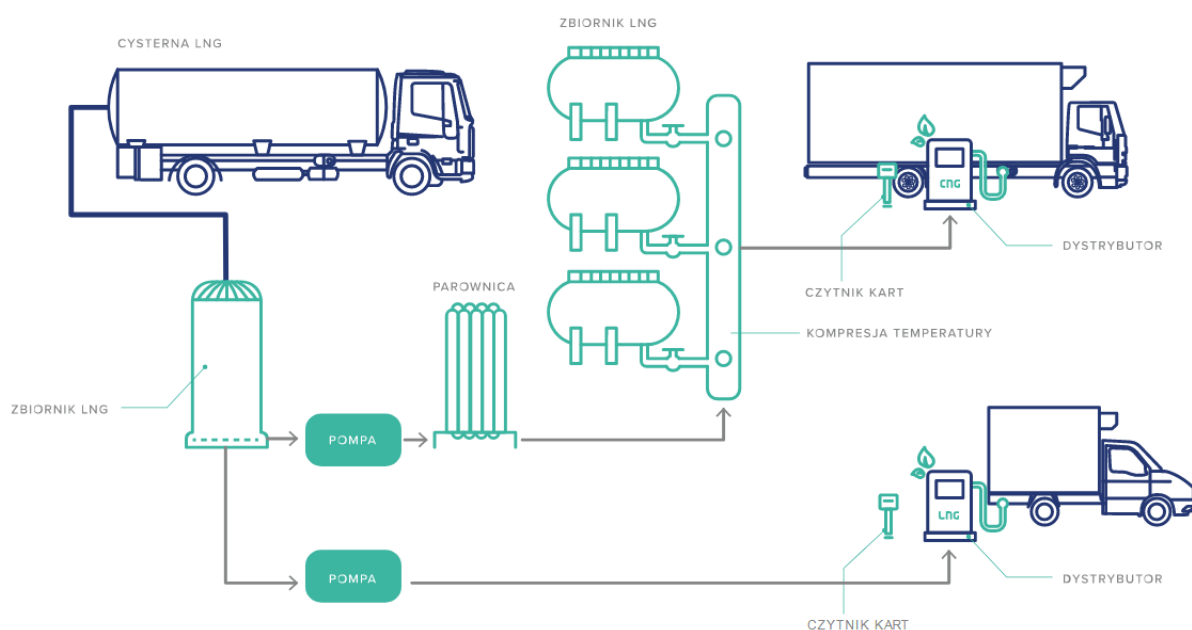 ZBIORNIK LNG
CYSTERNA LNG
CNG
DYSTRYBUTOR
CZYTNIK KART
PAROWNICA
KOMPRESJA TEMPERATURY
ZBIORNIK LNG
POMPA
LNG
POMPA
DYSTRYBUTOR
CZYTNIK KART